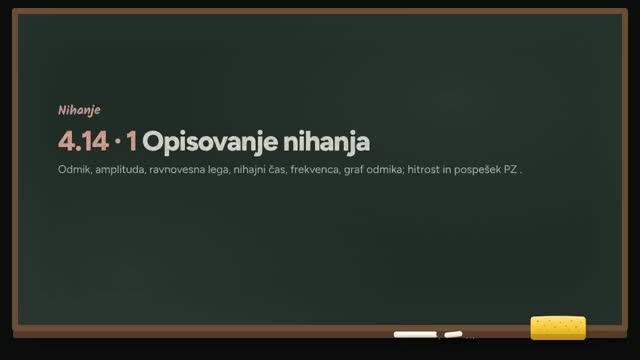 Nihanje
4.14 · 1 Opisovanje nihanja
Odmik, amplituda, ravnovesna lega, nihajni čas, frekvenca, graf odmika; hitrost in pospešek PZ .